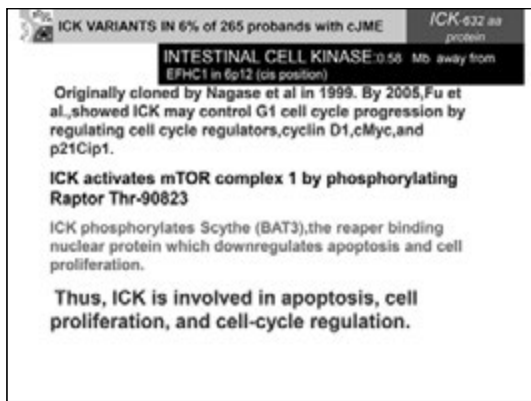 ICK VARIANTS IN 6% of 265 probands with cJME
ICK-632 aa
protein
INTESTINAL CELL KINASE:0.58 Mb away from
EFHC1 in 6p12 (cis position)
Originally cloned by Nagase et al in 1999. By 2005,Fu et
al.,showed ICK may control G1 cell cycle progression by
regulating cell cycle regulators,cyclin D1,cMyc,and
p21Cip1.
ICK activates mTOR complex 1 by phosphorylating
Raptor Thr-90823
ICK phosphorylates Scythe (BAT3),the reaper binding
nuclear protein which downregulates apoptosis and cell
proliferation.
Thus, ICK is involved in apoptosis, cell
proliferation, and cell-cycle regulation.